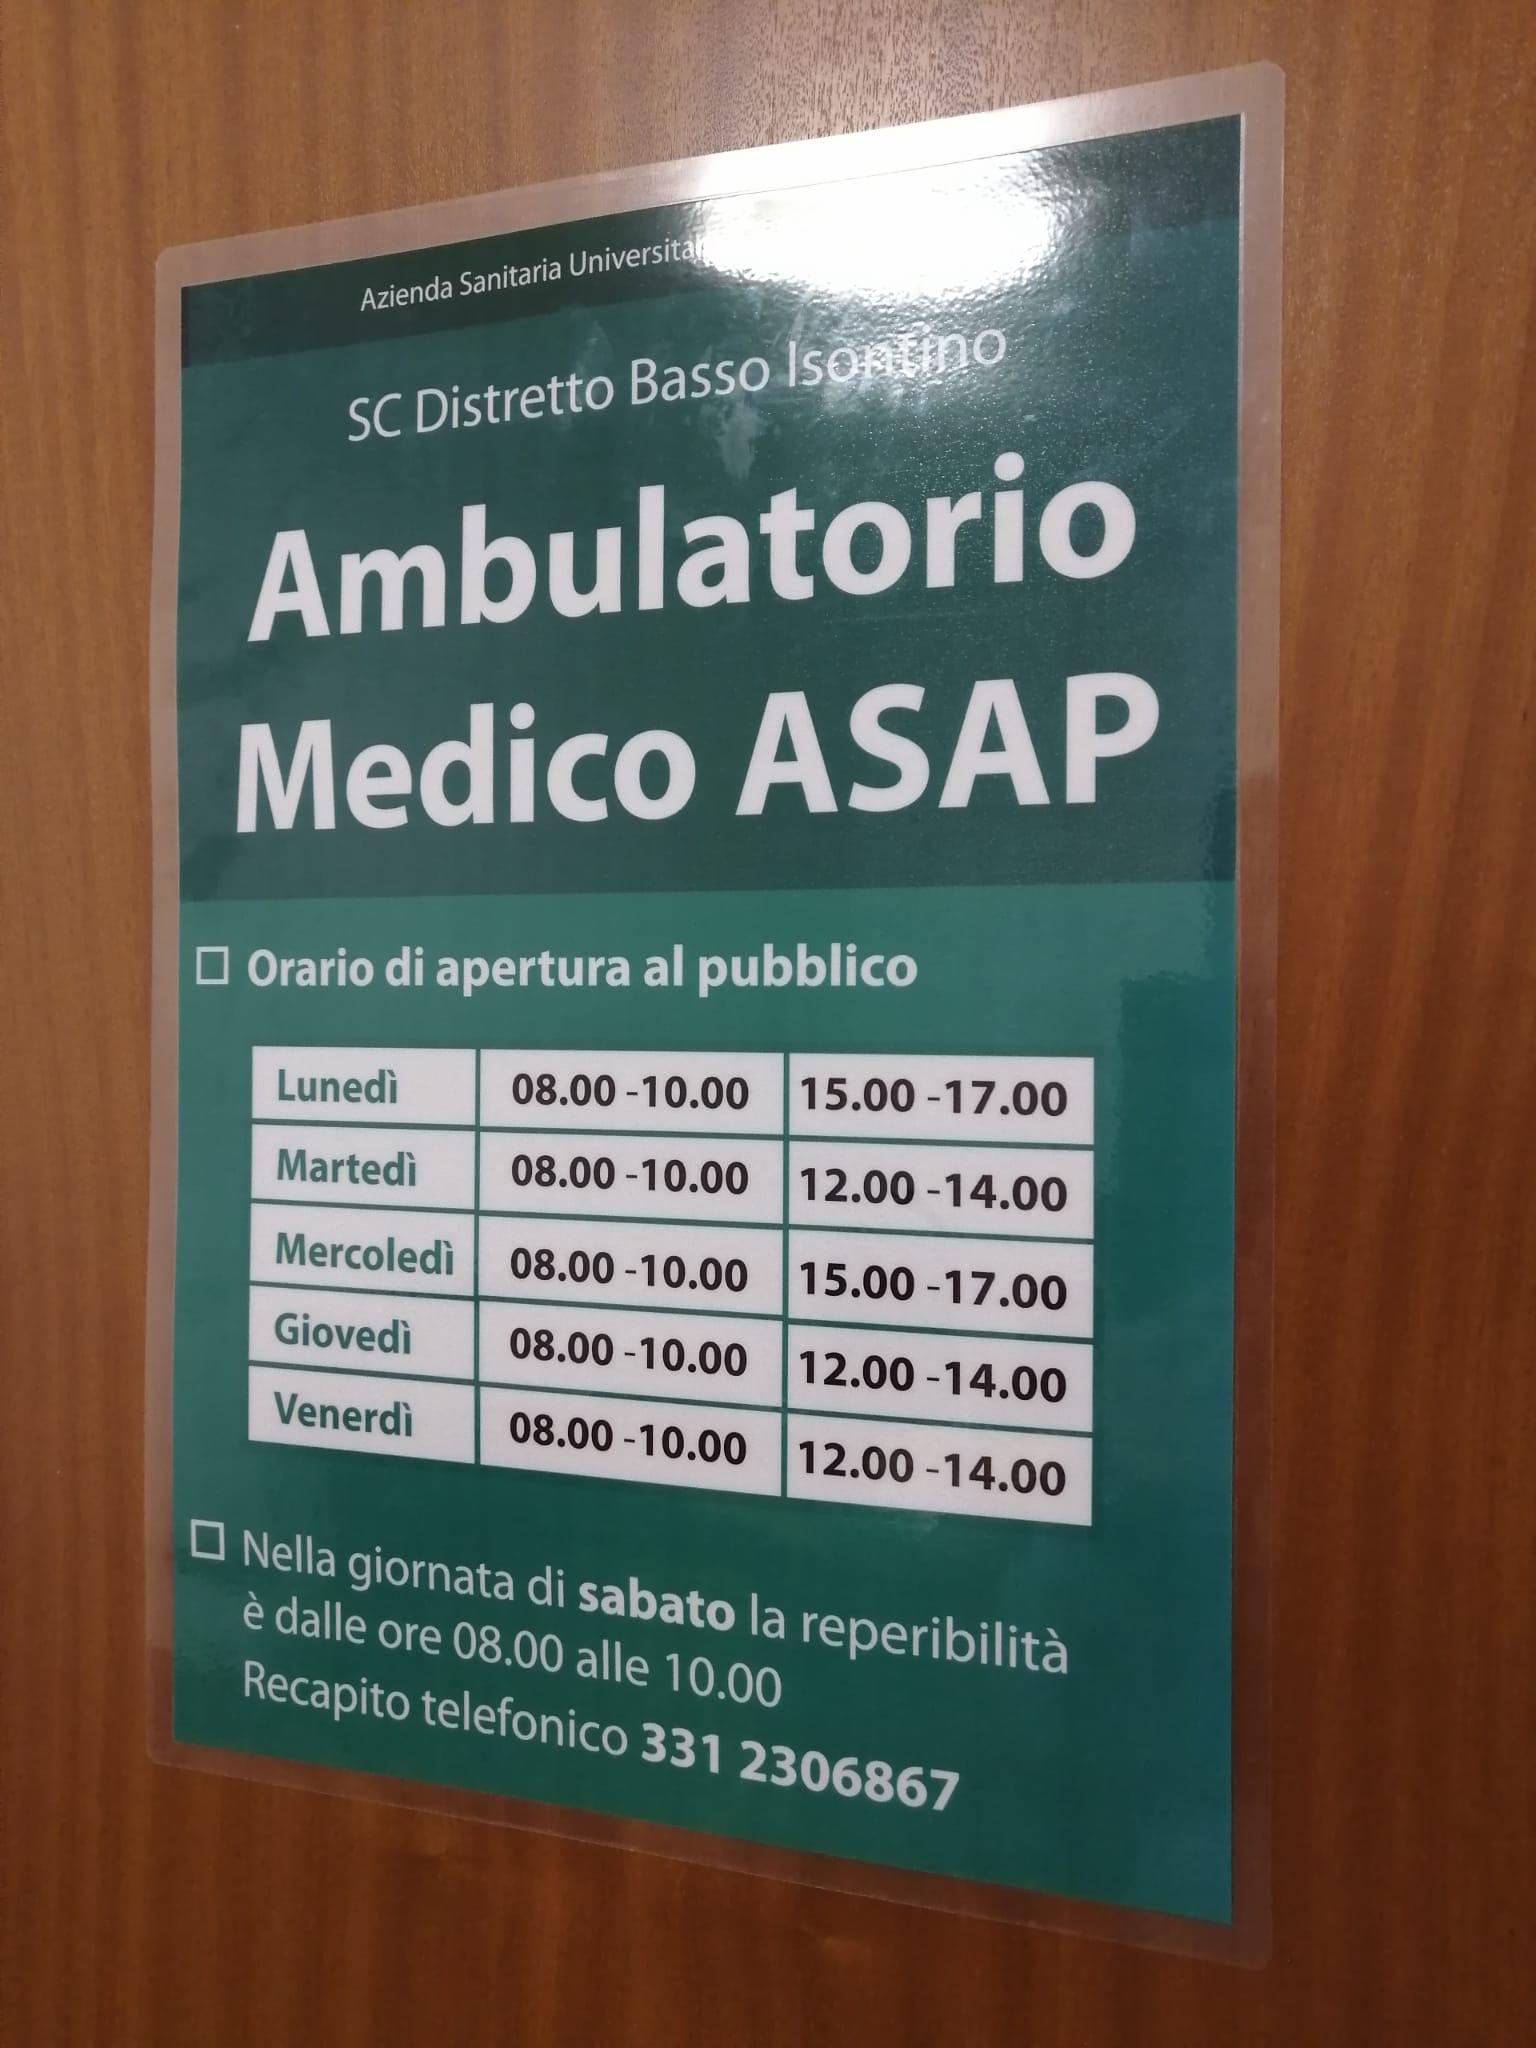 Azienda Sanitaria
SC Distretto Basso Isontino
Ambulatorio
Medico ASAP
Orario di apertura al pubblico
Lunedì 08.00 -10.00 15.00 -17.00
Martedì 08.00 -10.00 12.00 -14.00
Mercoledì 08.00 -10.00 15.00 -17.00
Giovedì 08.00 -10.00 12.00 -14.00
Venerdì 08.00 -10.00 12.00 -14.00
Nella giornata di sabato la reperibilità
è dalle ore 08.00 alle 10.00
Recapito telefonico 331 2306867